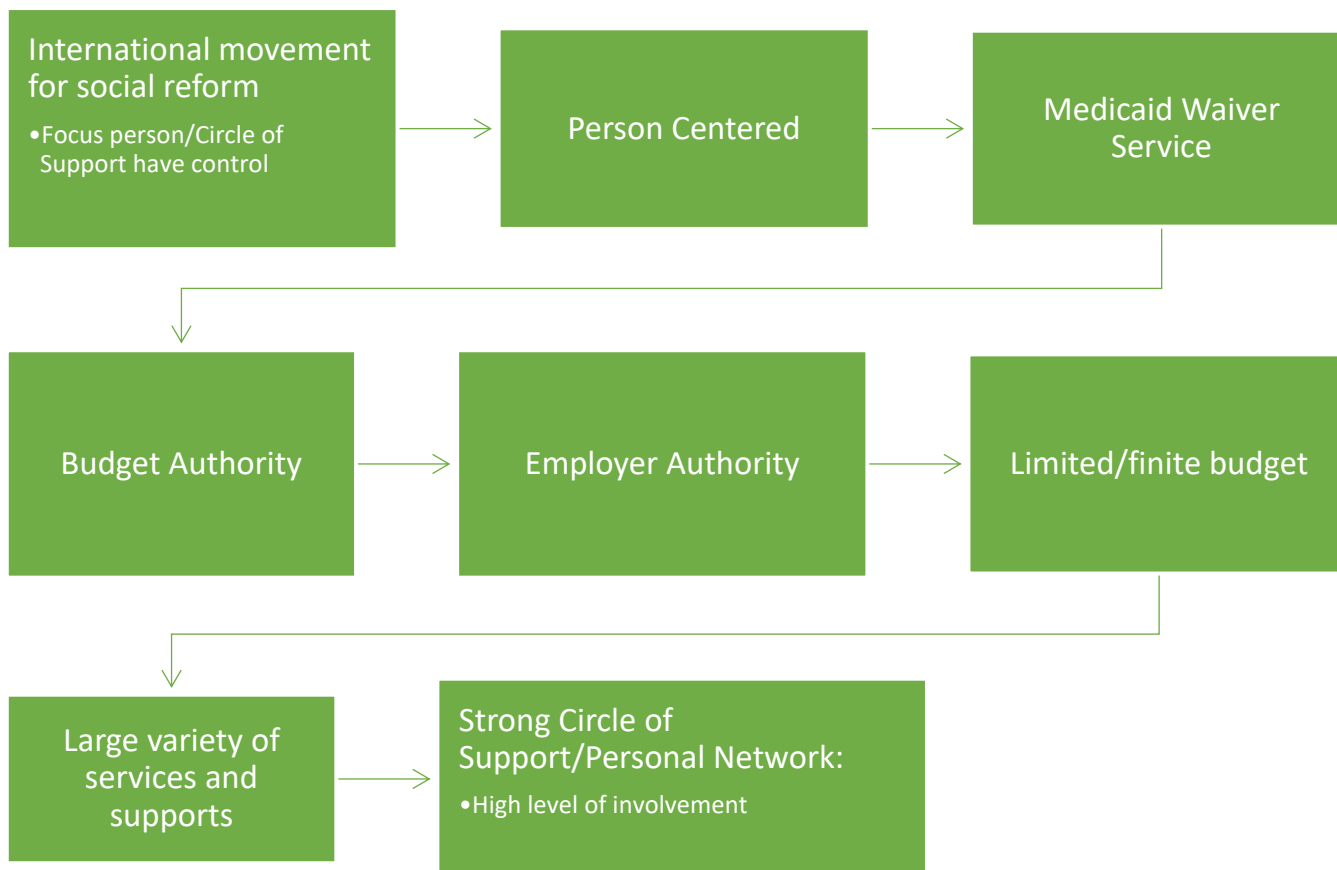 International movement
for social reform
•Focus person/Circle of
Support have control
Person Centered
Medicaid Waiver
Service
Budget Authority
Employer Authority
Limited/finite budget
Large variety of
services and
supports
Strong Circle of
Support/Personal Network:
•High level of involvement